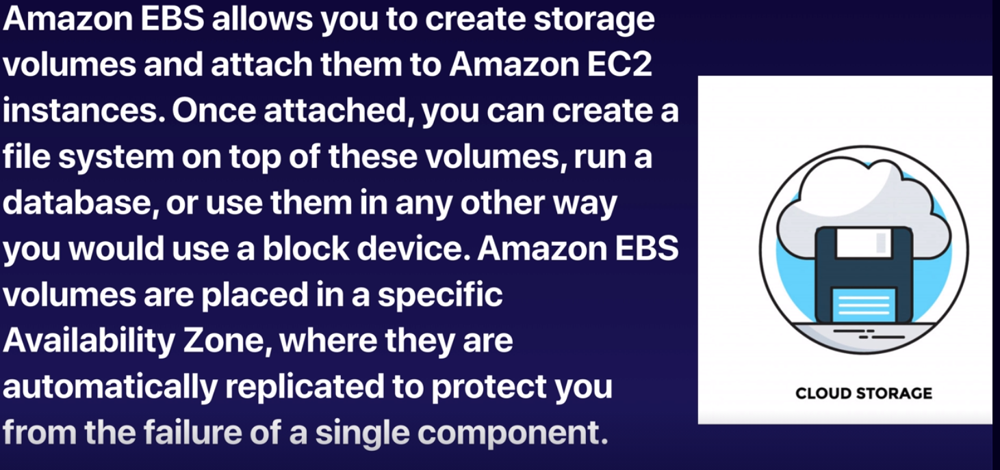 Amazon EBS allows you to create storage
volumes and attach them to Amazon EC2
instances. Once attached, you can create a
file system on top of these volumes, run a
database, or use them in any other way
you would use a block device. Amazon EBS
volumes are placed in a specific
Availability Zone, where they are
automatically replicated to protect you
from the failure of a single component.
CLOUD STORAGE